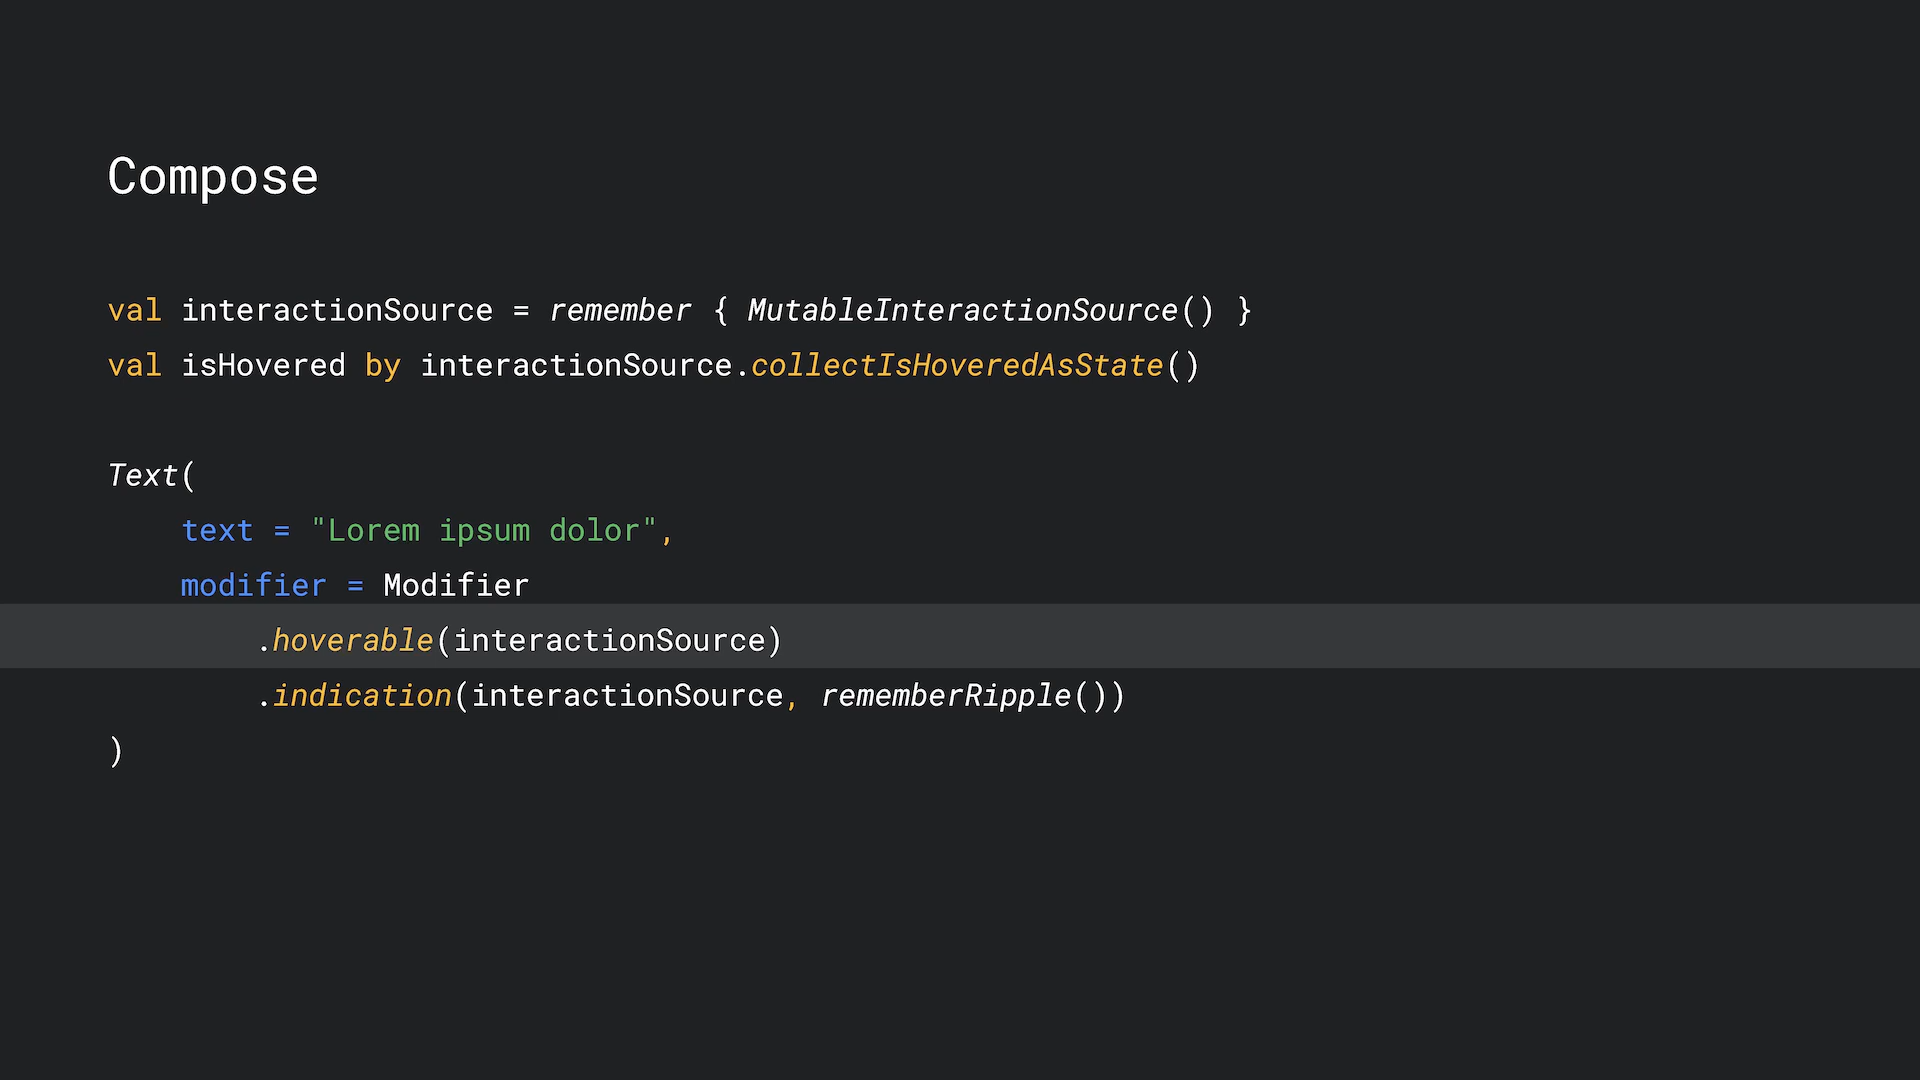 Compose
val interactionSource = remember { MutableInteractionSource() }
val isHovered by interactionSource.collectIsHoveredAsState()
Text(
    text = "Lorem ipsum dolor",
    modifier = Modifier
        .hoverable(interactionSource)
        .indication(interactionSource, rememberRipple())
)